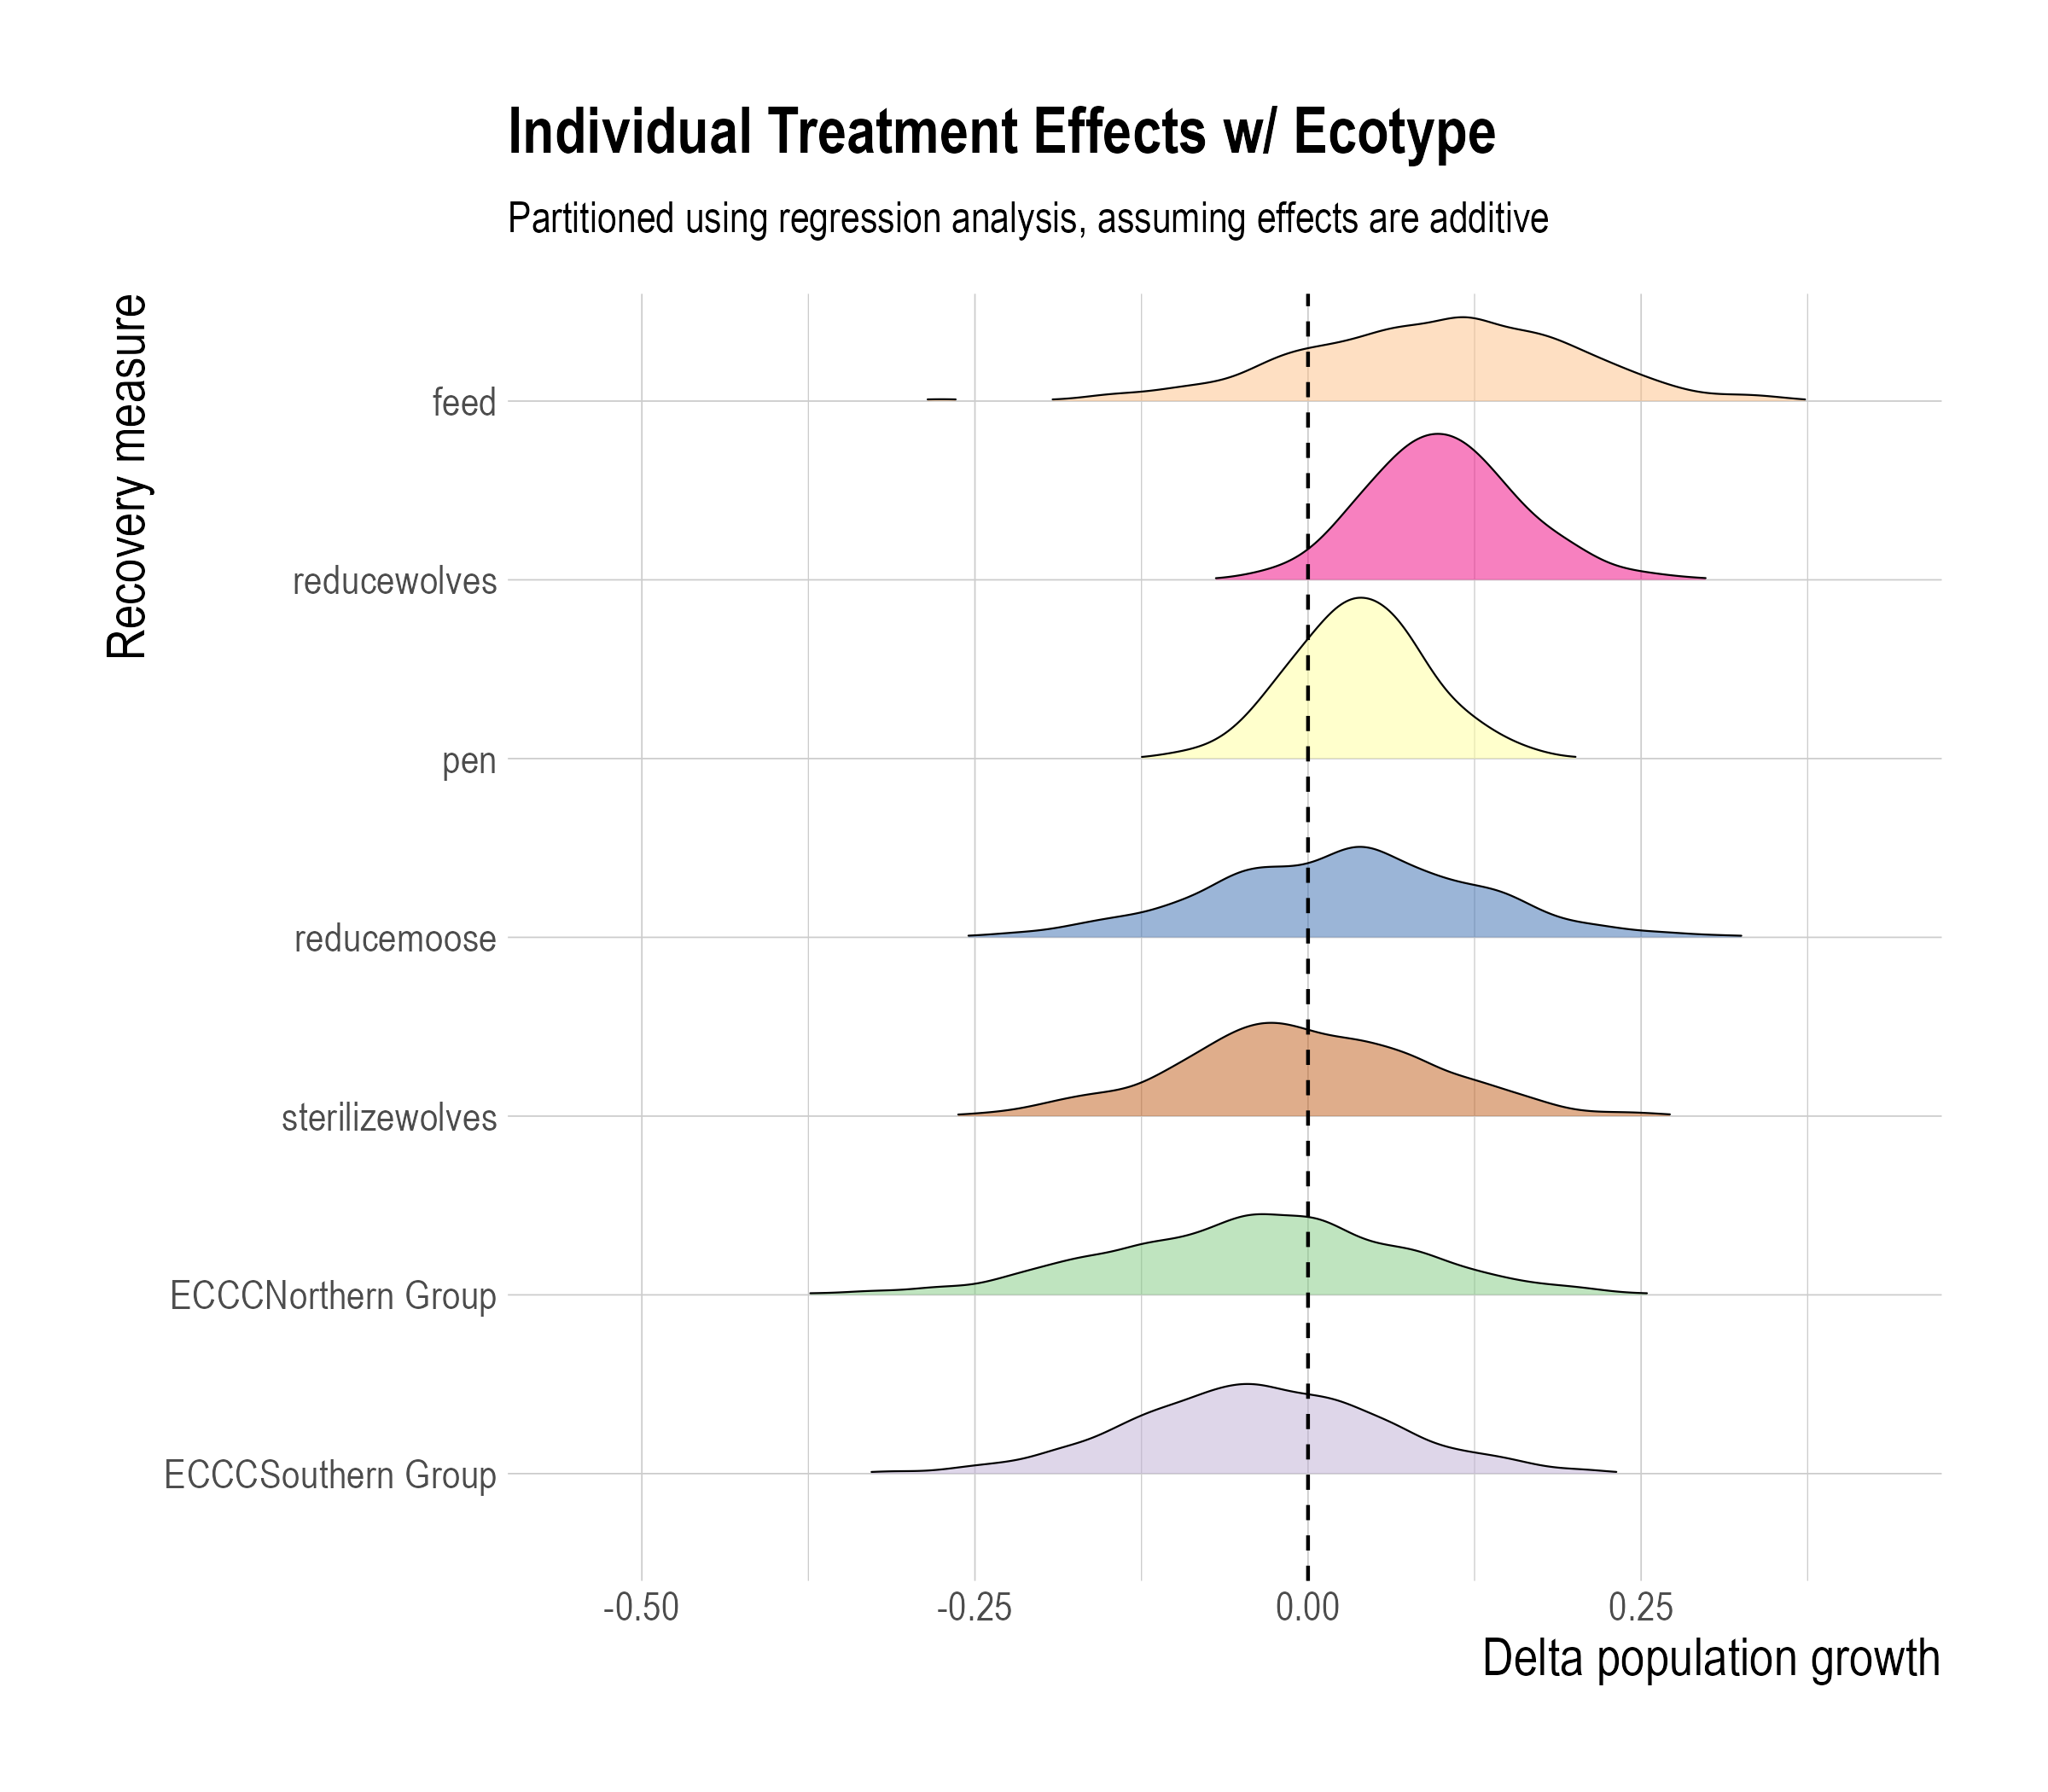 Individual Treatment Effects w/ Ecotype
Partitioned using regression analysis, assuming effects are additive
Recovery measure
feed
reducewolves
pen
reducemoose
sterilizewolves
ECCCNorthern Group
ECCCSouthern Group
-0.50 -0.25 0.00 0.25
Delta population growth